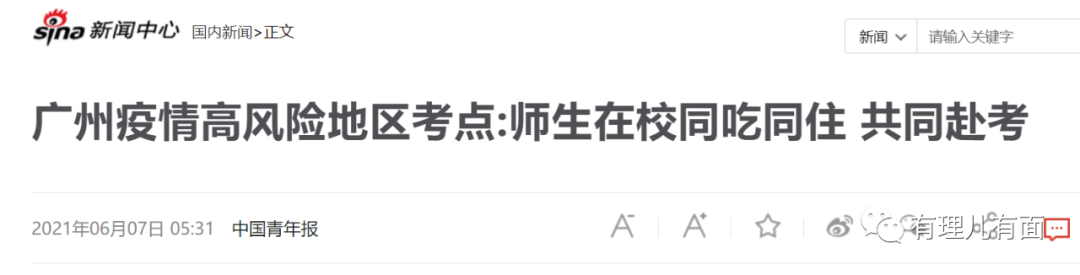 sina 新闻中心 国内新闻>正文
新闻 请输入关键字
广州疫情高风险地区考点:师生在校同吃同住 共同赴考
2021年06月07日 05:31 中国青年报 A- A+
有理儿有面